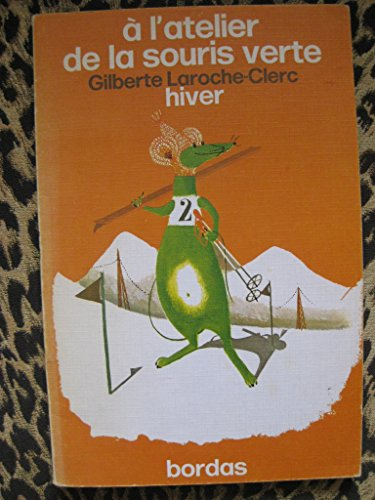 à l'atelier
de la souris verte
Gilberte Laroche-Clerc
hiver
2
bordas